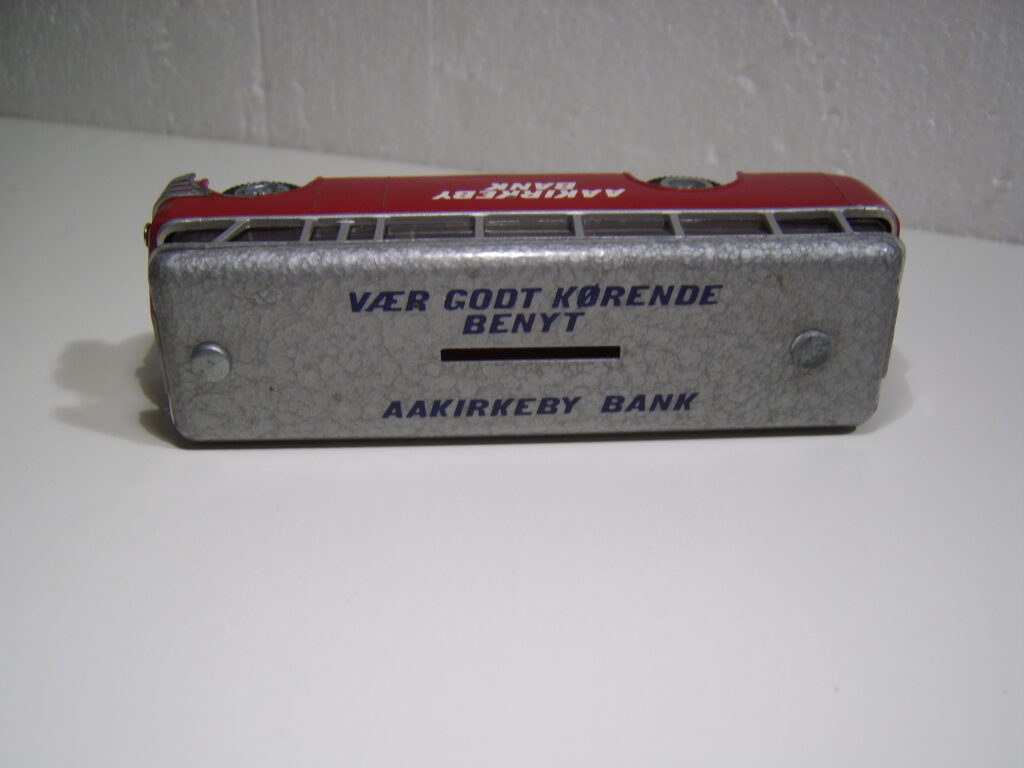 AAKIRKEBY
BANK
VÆR GODT KØRENDE
BENYT
AAKIRKEBY BANK